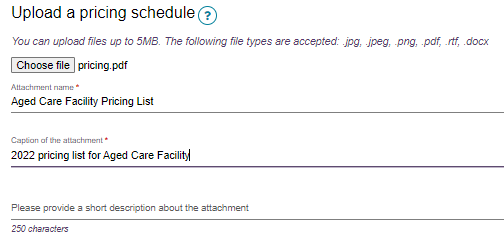 Upload a pricing schedule ?
You can upload files up to 5MB. The following file types are accepted: .jpg, .jpeg, .png, .pdf, .rtf, .docx
Choose file pricing.pdf
Attachment name *
Aged Care Facility Pricing List
Caption of the attachment *
2022 pricing list for Aged Care Facility
Please provide a short description about the attachment
250 characters